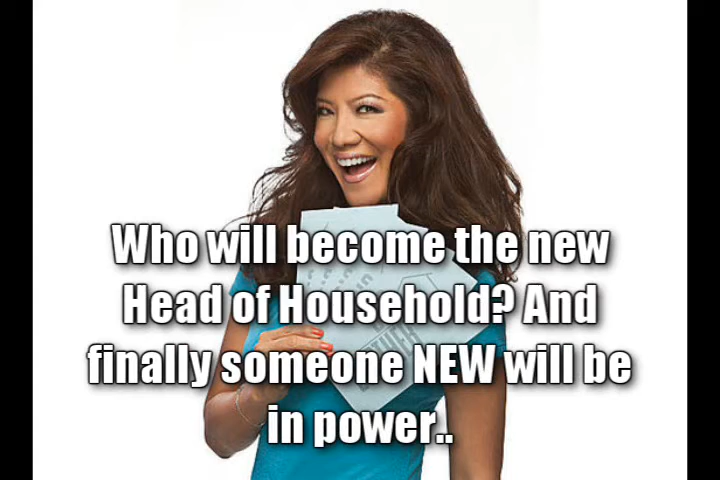 Who will become the new
Head of Household? And
finally someone NEW will be
in power..